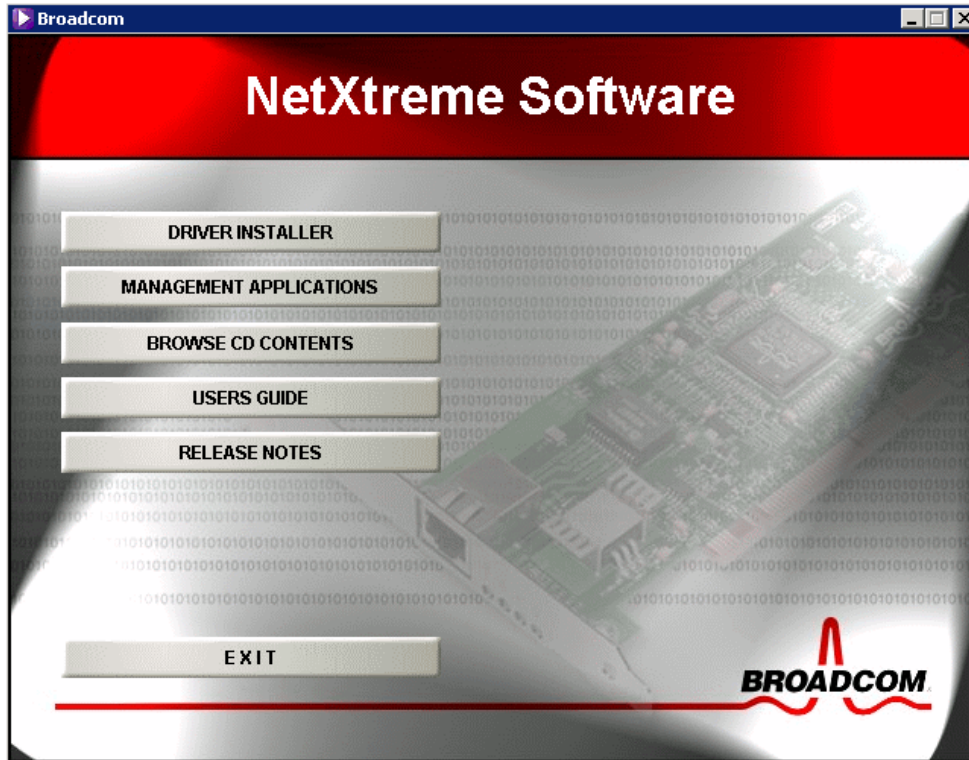 Broadcom
NetXtreme Software
DRIVER INSTALLER
MANAGEMENT APPLICATIONS
BROWSE CD CONTENTS
USERS GUIDE
RELEASE NOTES
EXIT
BROADCOM